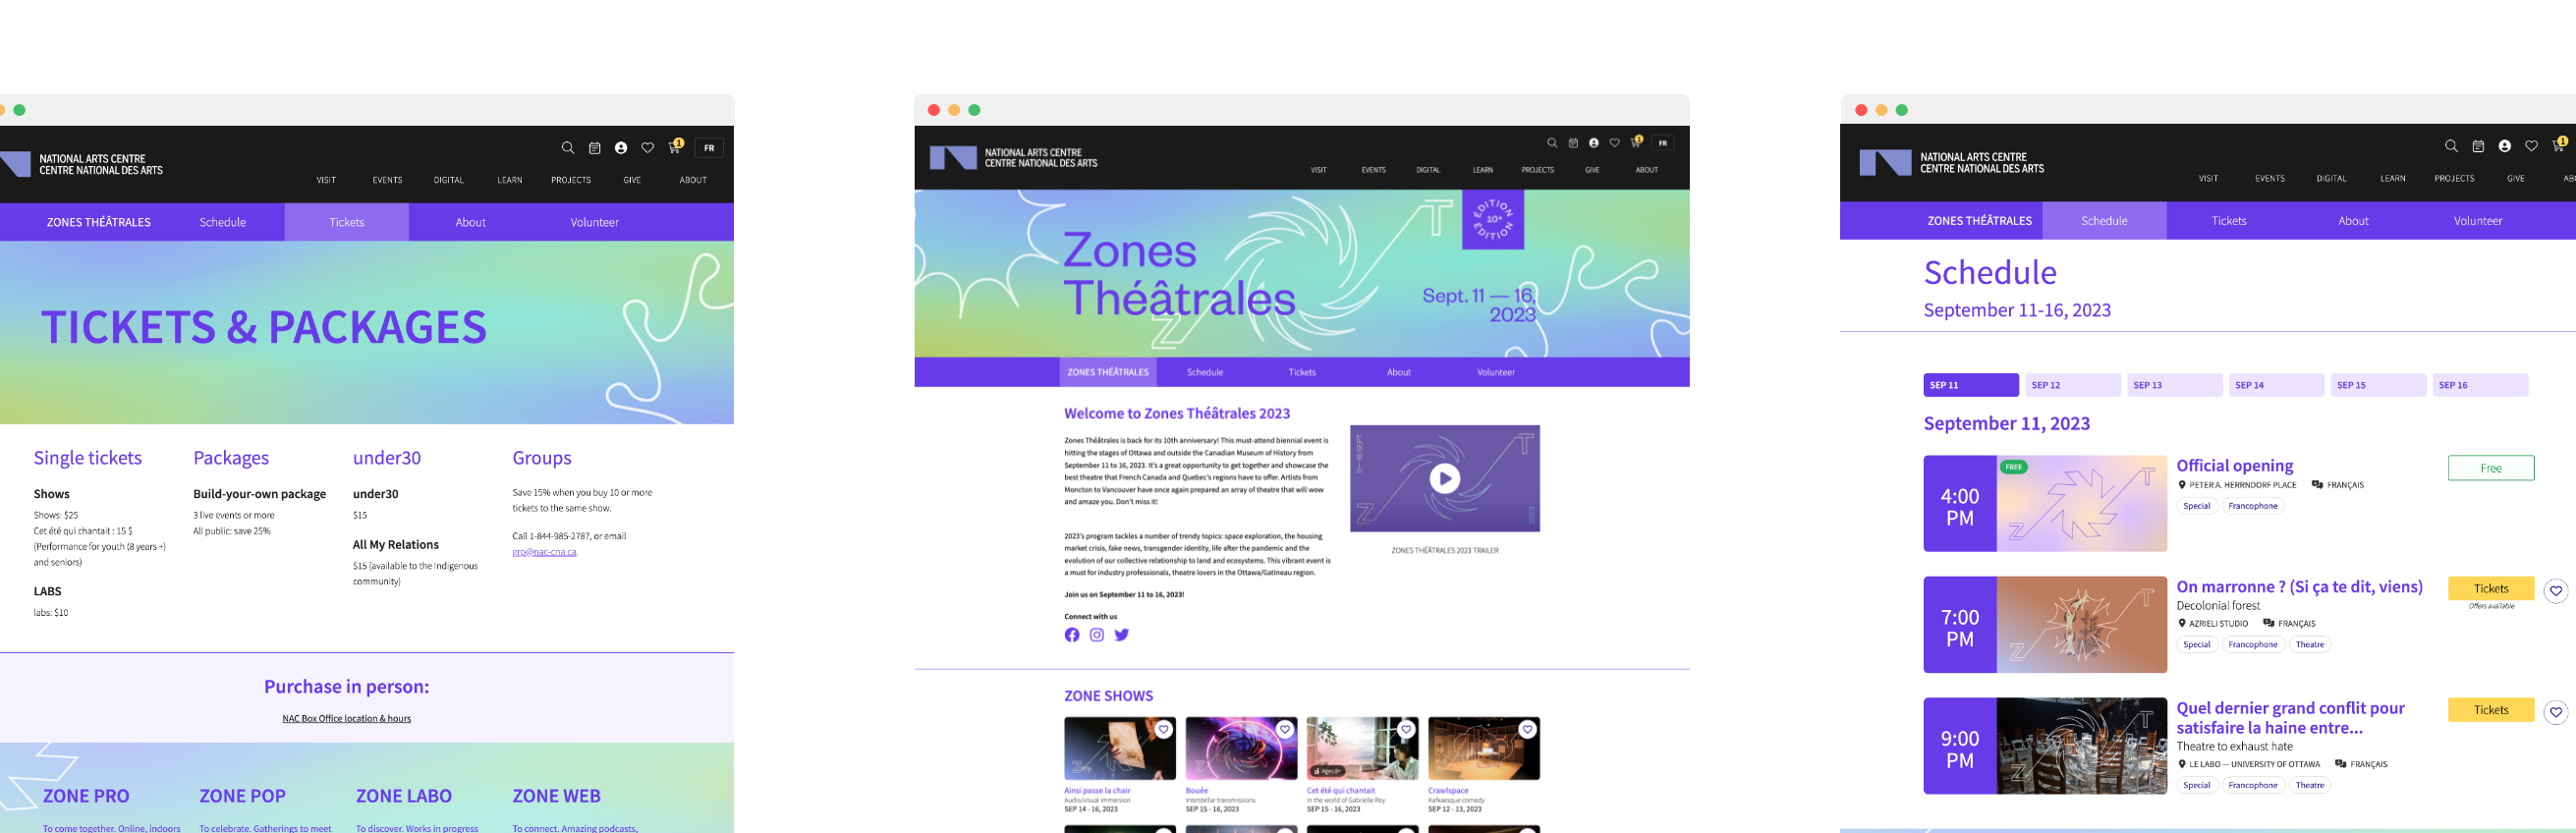 NATIONAL ARTS CENTRE
CENTRE NATIONAL DES ARTS
1
FR
VISIT EVENTS DIGITAL LEARN PROJECTS GIVE ABOUT
ZONES THÉÂTRALES Schedule Tickets About Volunteer
TICKETS & PACKAGES
Single tickets
Shows
Shows: $25
Cet été qui chantait : 15 $
(Performance for youth (8 years +)
and seniors)
LABS
labs: $10
Packages
Build-your-own package
3 live events or more
All public: save 25%
under30
under30
$15
All My Relations
$15 (available to the Indigenous
community)
Groups
Save 15% when you buy 10 or more
tickets to the same show.
Call 1-844-985-2787, or email
grp@nac-cna.ca.
Purchase in person:
NAC Box Office location & hours
ZONE PRO
To come together. Online, indoors
ZONE POP
To celebrate. Gatherings to meet
ZONE LABO
To discover. Works in progress
ZONE WEB
To connect. Amazing podcasts,
NATIONAL ARTS CENTRE
CENTRE NATIONAL DES ARTS
1
FR
VISIT EVENTS DIGITAL LEARN PROJECTS GIVE ABOUT
Zones
Théâtrales
Z T
ÉDITION
10e
ÉDITION
Sept. 11 — 16,
2023
ZONES THÉÂTRALES Schedule Tickets About Volunteer
Welcome to Zones Théâtrales 2023
Zones Théâtrales is back for its 10th anniversary! This must-attend biennial event is
hitting the stages of Ottawa and outside the Canadian Museum of History from
September 11 to 16, 2023. It's a great opportunity to get together and showcase the
best theatre that French Canada and Quebec's regions have to offer. Artists from
Moncton to Vancouver have once again prepared an array of theatre that will wow
and amaze you. Don't miss it!
2023's program tackles a number of trendy topics: space exploration, the housing
market crisis, fake news, transgender identity, life after the pandemic and the
evolution of our collective relationship to land and ecosystems. This vibrant event is
a must for industry professionals, theatre lovers in the Ottawa/Gatineau region.
Join us on September 11 to 16, 2023!
Connect with us
11—16 SEPT.
Z T
2023
ZONES THÉÂTRALES 2023 TRAILER
ZONE SHOWS
Ainsi passe la chair
Audio/visual immersion
SEP 14 - 16, 2023
Bouée
Interstellar transmissions
SEP 15 - 16, 2023
Ages 8+
Cet été qui chantait
In the world of Gabrielle Roy
SEP 15 - 16, 2023
Crawlspace
Kafkaesque comedy
SEP 12 - 13, 2023
NATIONAL ARTS CENTRE
CENTRE NATIONAL DES ARTS
1
VISIT EVENTS DIGITAL LEARN PROJECTS GIVE
ZONES THÉÂTRALES Schedule Tickets About Volunteer
Schedule
September 11-16, 2023
SEP 11 SEP 12 SEP 13 SEP 14 SEP 15 SEP 16
September 11, 2023
4:00
PM
FREE
Z T
Official opening
PETER A. HERRNDORF PLACE FRANÇAIS
Special Francophone
Free
7:00
PM
Z T
On marronne ? (Si ça te dit, viens)
Decolonial forest
AZRIELI STUDIO FRANÇAIS
Special Francophone Theatre
Tickets
Offers available
9:00
PM
Z T
Quel dernier grand conflit pour
satisfaire la haine entre...
Theatre to exhaust hate
LE LABO — UNIVERSITY OF OTTAWA FRANÇAIS
Special Francophone Theatre
Tickets